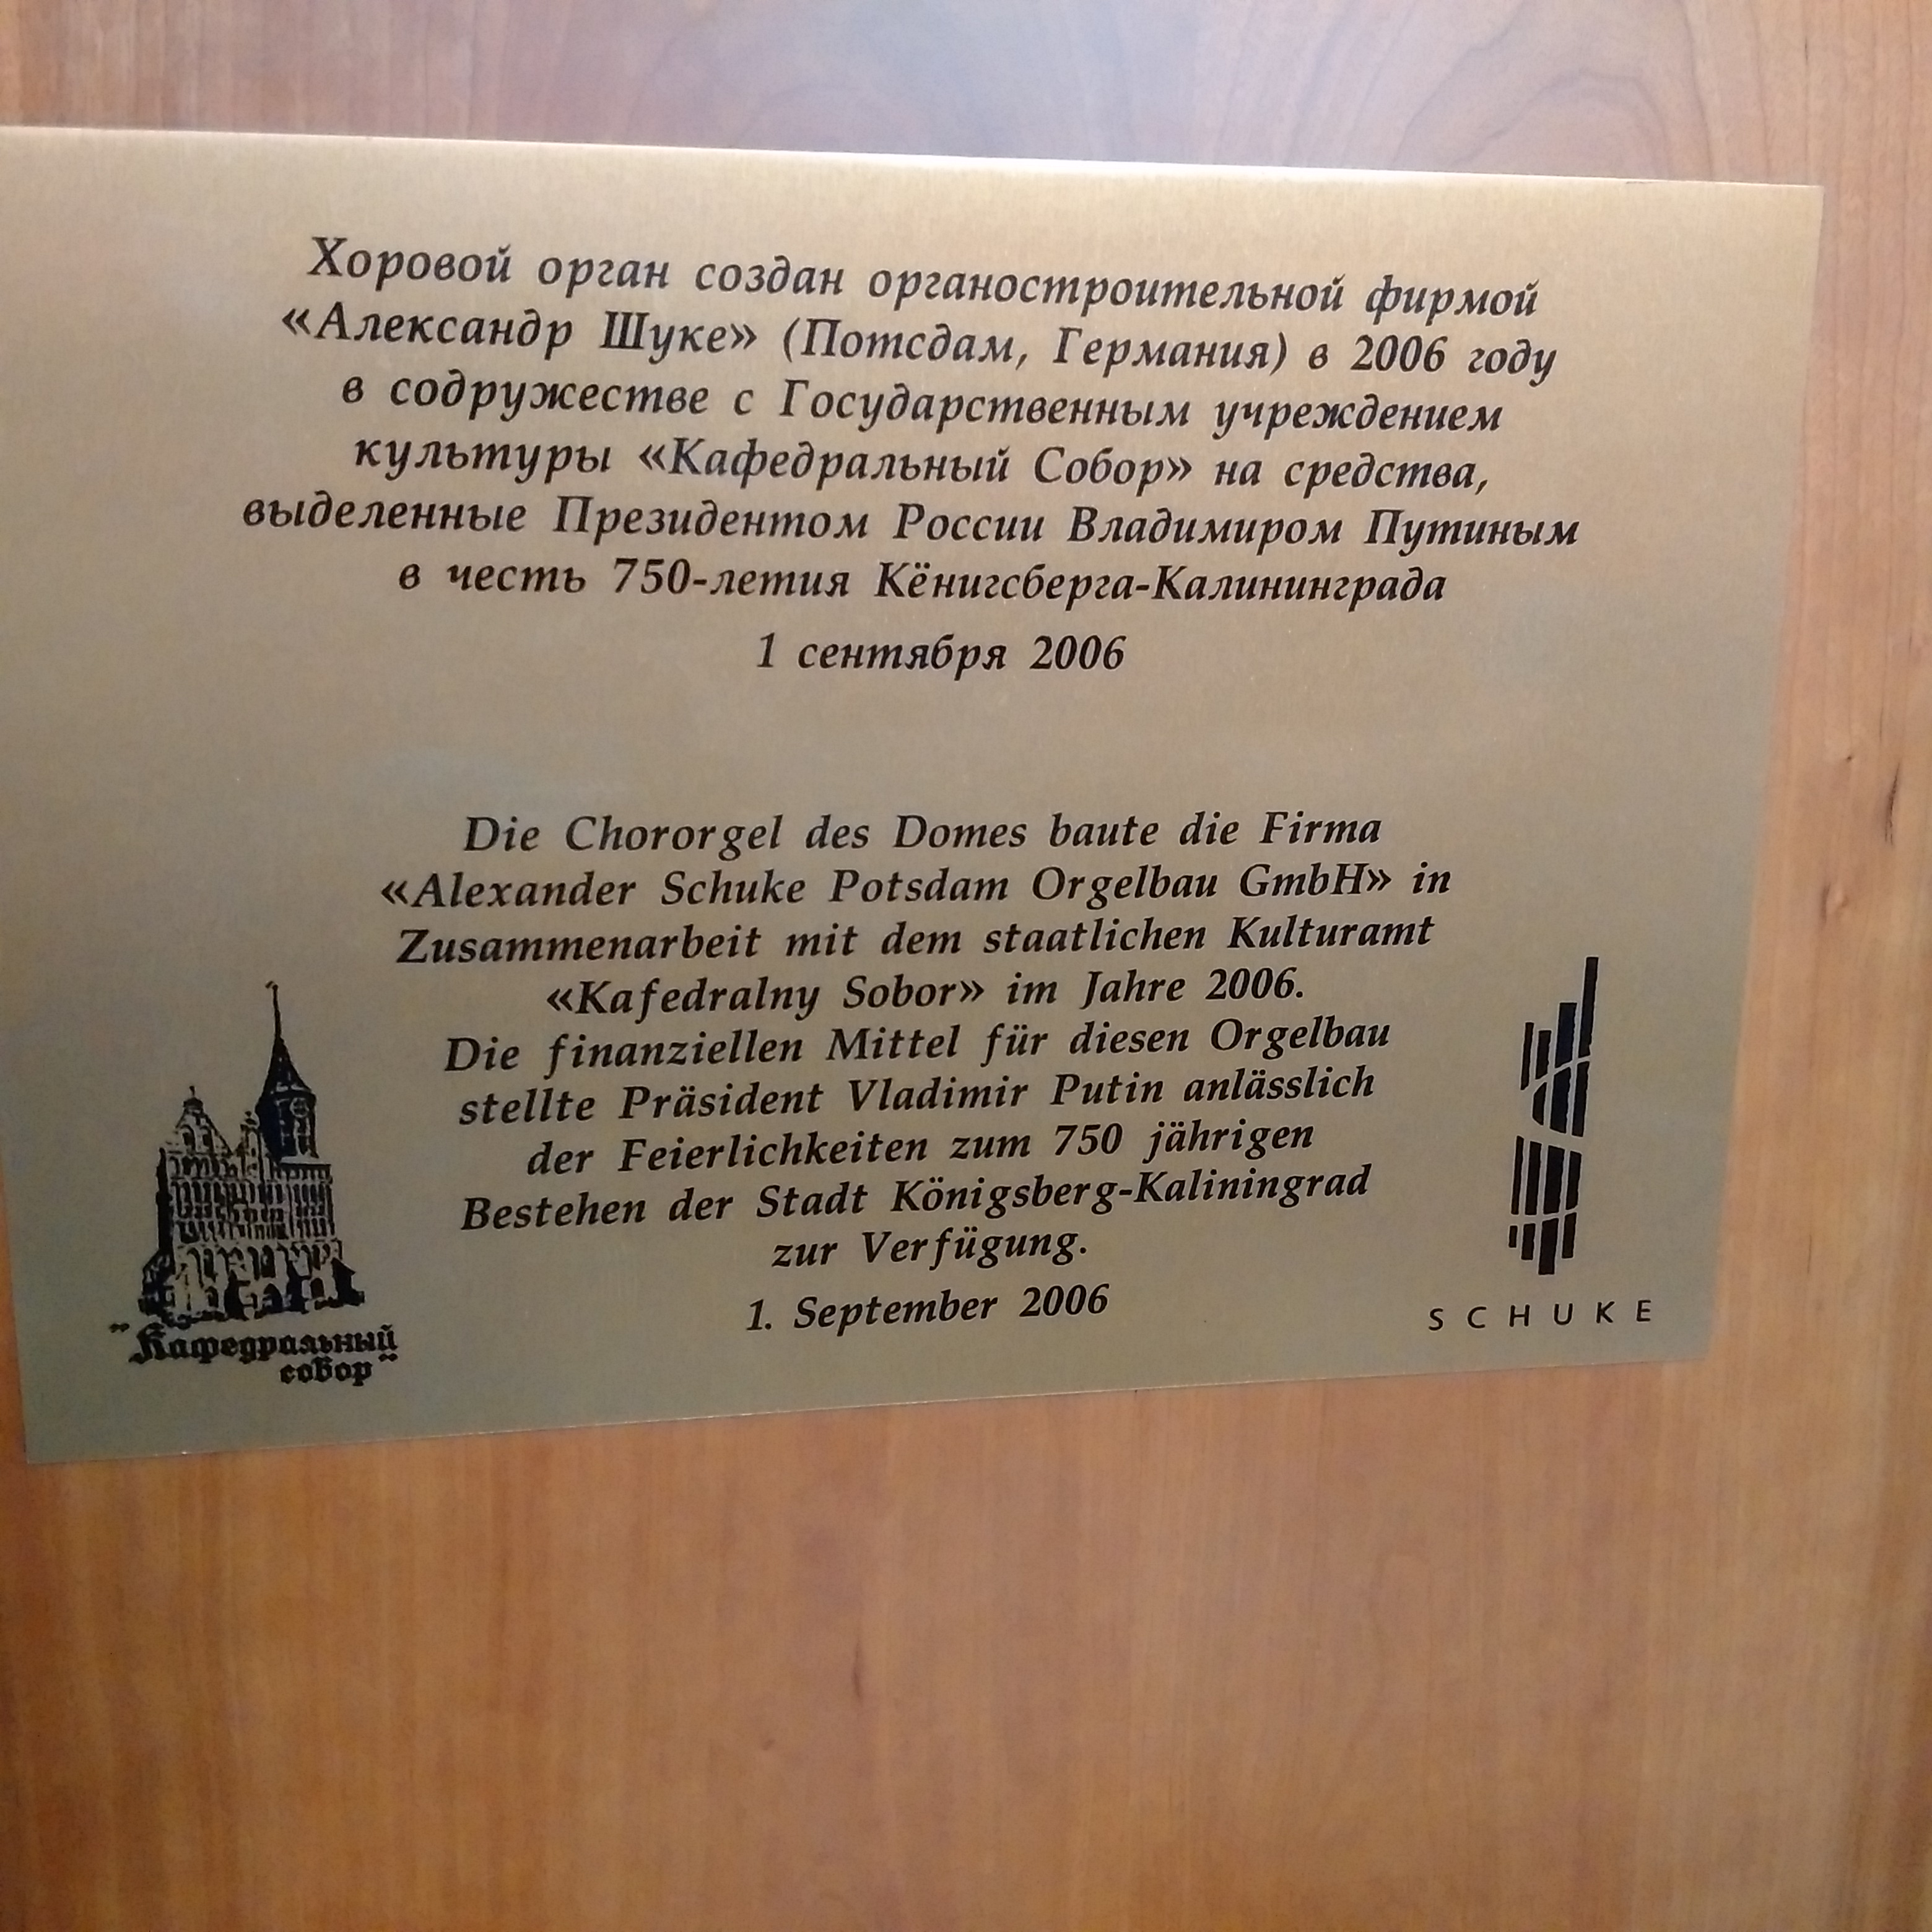 Хоровой орган создан органостроительной фирмой
«Александр Шуке» (Потсдам, Германия) в 2006 году
в содружестве с Государственным учреждением
культуры «Кафедральный Собор» на средства,
выделенные Президентом России Владимиром Путиным
в честь 750-летия Кёнигсберга-Калининграда
1 сентября 2006
Die Chororgel des Domes baute die Firma
«Alexander Schuke Potsdam Orgelbau GmbH» in
Zusammenarbeit mit dem staatlichen Kulturamt
«Kafedralny Sobor» im Jahre 2006.
Die finanziellen Mittel für diesen Orgelbau
stellte Präsident Vladimir Putin anlässlich
der Feierlichkeiten zum 750 jährigen
Bestehen der Stadt Königsberg-Kaliningrad
zur Verfügung.
1. September 2006
"Кафедральный
собор"
SCHUKE